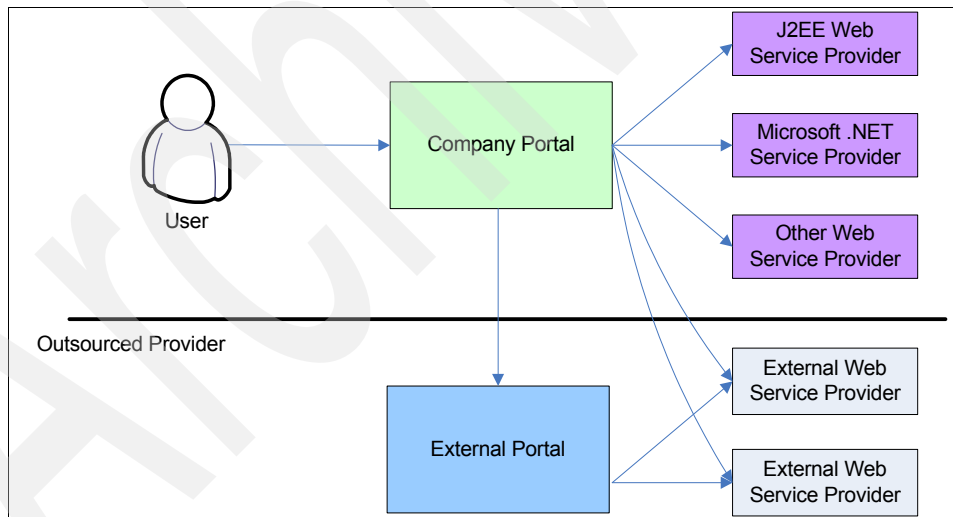 J2EE Web
Service Provider
Company Portal
Microsoft .NET
Service Provider
User
Other Web
Service Provider
Outsourced Provider
External Web
Service Provider
External Portal
External Web
Service Provider